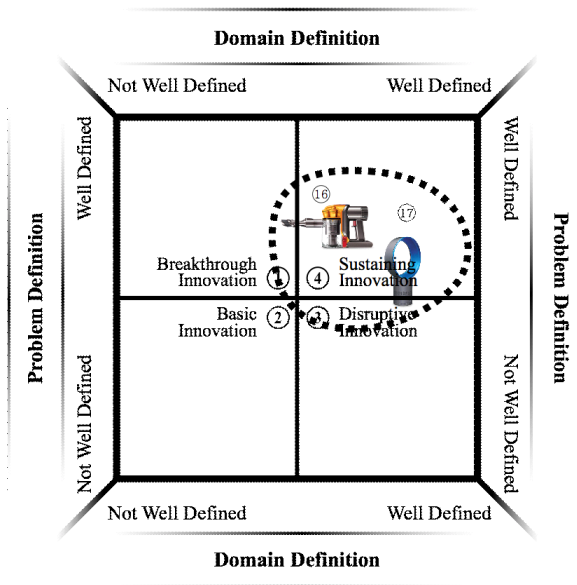 Domain Definition
Not Well Defined Well Defined
Well Defined
Well Defined
Problem Definition
Problem Definition
16
17
Breakthrough 1 4 Sustaining
Innovation Innovation
Basic 2 3 Disruptive
Innovation Innovation
Not Well Defined
Not Well Defined
Not Well Defined Well Defined
Domain Definition